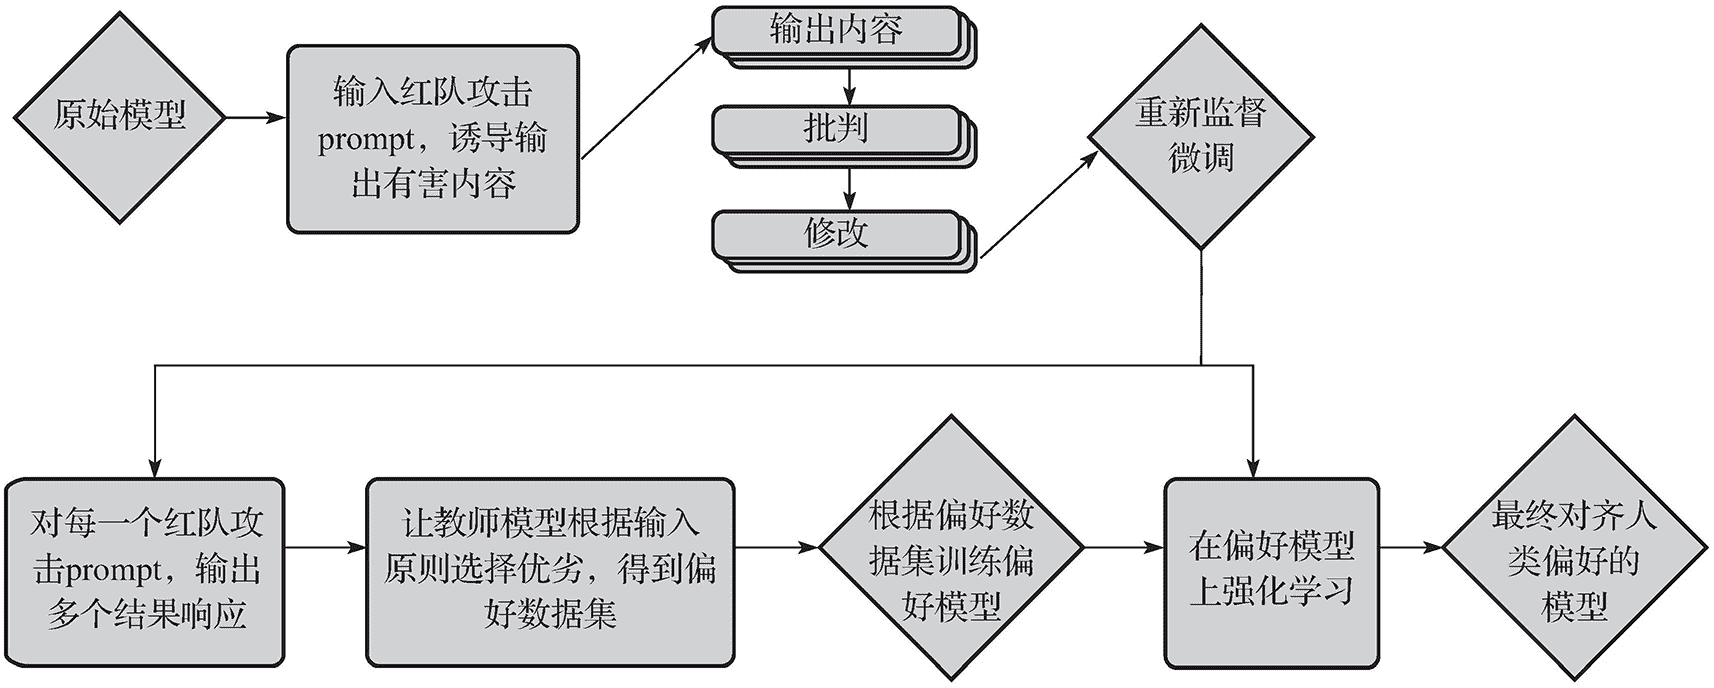 原始模型
输入红队攻击
prompt，诱导输
出有害内容
输出内容
批判
修改
重新监督
微调
对每一个红队攻
击prompt，输出
多个结果响应
让教师模型根据输入
原则选择优劣，得到偏
好数据集
根据偏好数
据集训练偏
好模型
在偏好模型
上强化学习
最终对齐人
类偏好的
模型